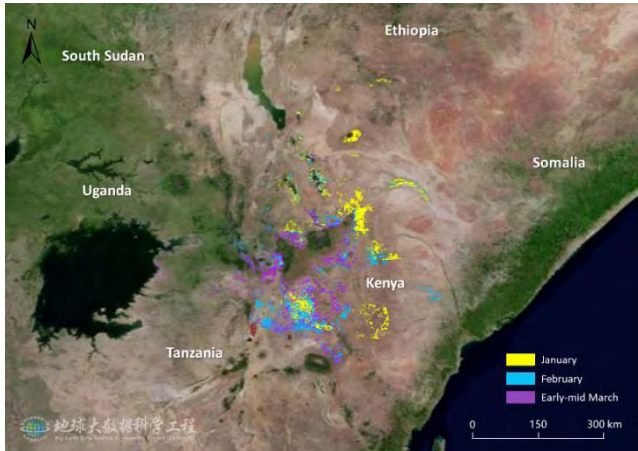 N
Ethiopia
South Sudan
Somalia
Uganda
Kenya
Tanzania
January
February
Early-mid March
地球大数据科学工程
0 150 300 km